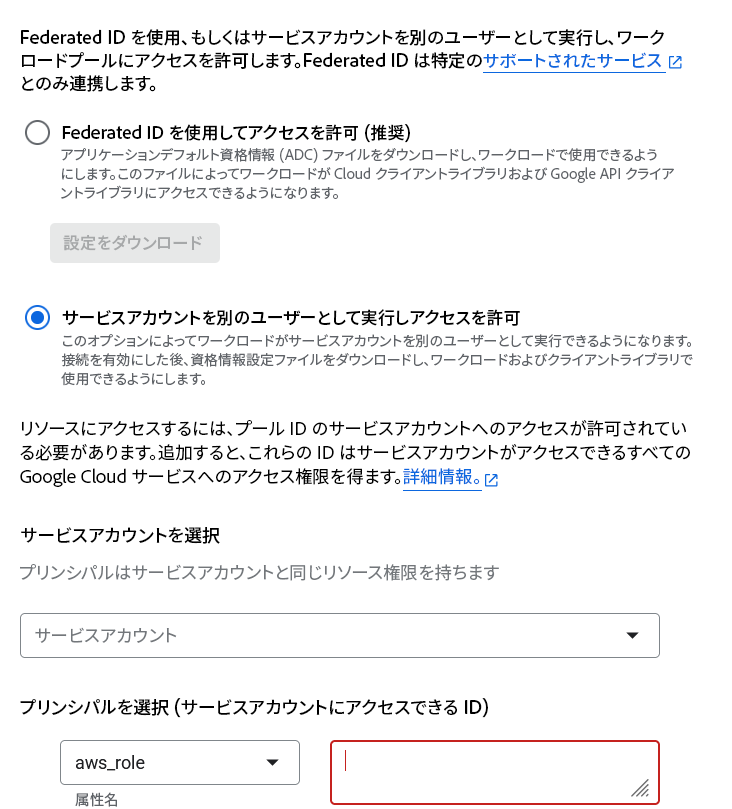 Federated ID を使用、もしくはサービスアカウントを別のユーザーとして実行し、ワーク
ロードプールにアクセスを許可します。Federated ID は特定のサポートされたサービス
とのみ連携します。
Federated ID を使用してアクセスを許可 (推奨)
アプリケーションデフォルト資格情報 (ADC) ファイルをダウンロードし、ワークロードで使用できるよう
にします。このファイルによってワークロードが Cloud クライアントライブラリおよび Google API クライア
ントライブラリにアクセスできるようになります。
設定をダウンロード
サービスアカウントを別のユーザーとして実行しアクセスを許可
このオプションによってワークロードがサービスアカウントを別のユーザーとして実行できるようになります。
接続を有効にした後、資格情報設定ファイルをダウンロードし、ワークロードおよびクライアントライブラリで
使用できるようにします。
リソースにアクセスするには、プール ID のサービスアカウントへのアクセスが許可されてい
る必要があります。追加すると、これらの ID はサービスアカウントがアクセスできるすべての
Google Cloud サービスへのアクセス権限を得ます。詳細情報。
サービスアカウントを選択
プリンシパルはサービスアカウントと同じリソース権限を持ちます
サービスアカウント
プリンシパルを選択 (サービスアカウントにアクセスできる ID)
aws_role
属性名